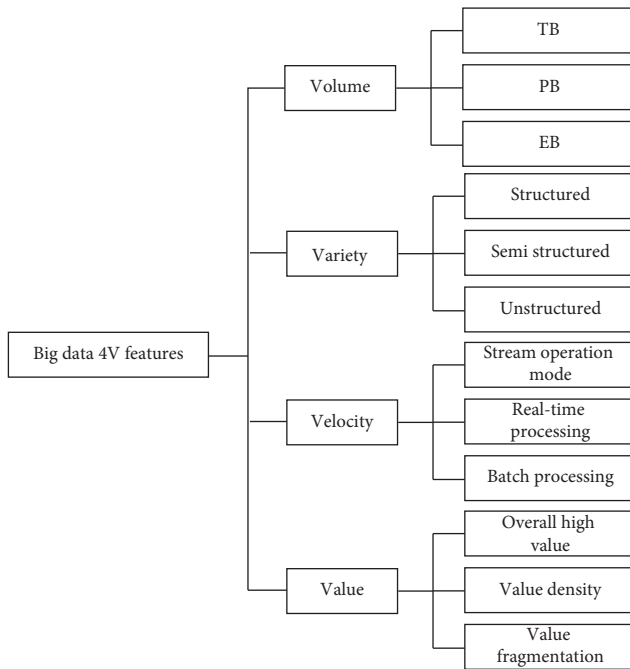 Big data 4V features
Volume
TB
PB
EB
Variety
Structured
Semi structured
Unstructured
Velocity
Stream operation
mode
Real-time
processing
Batch processing
Value
Overall high
value
Value density
Value
fragmentation